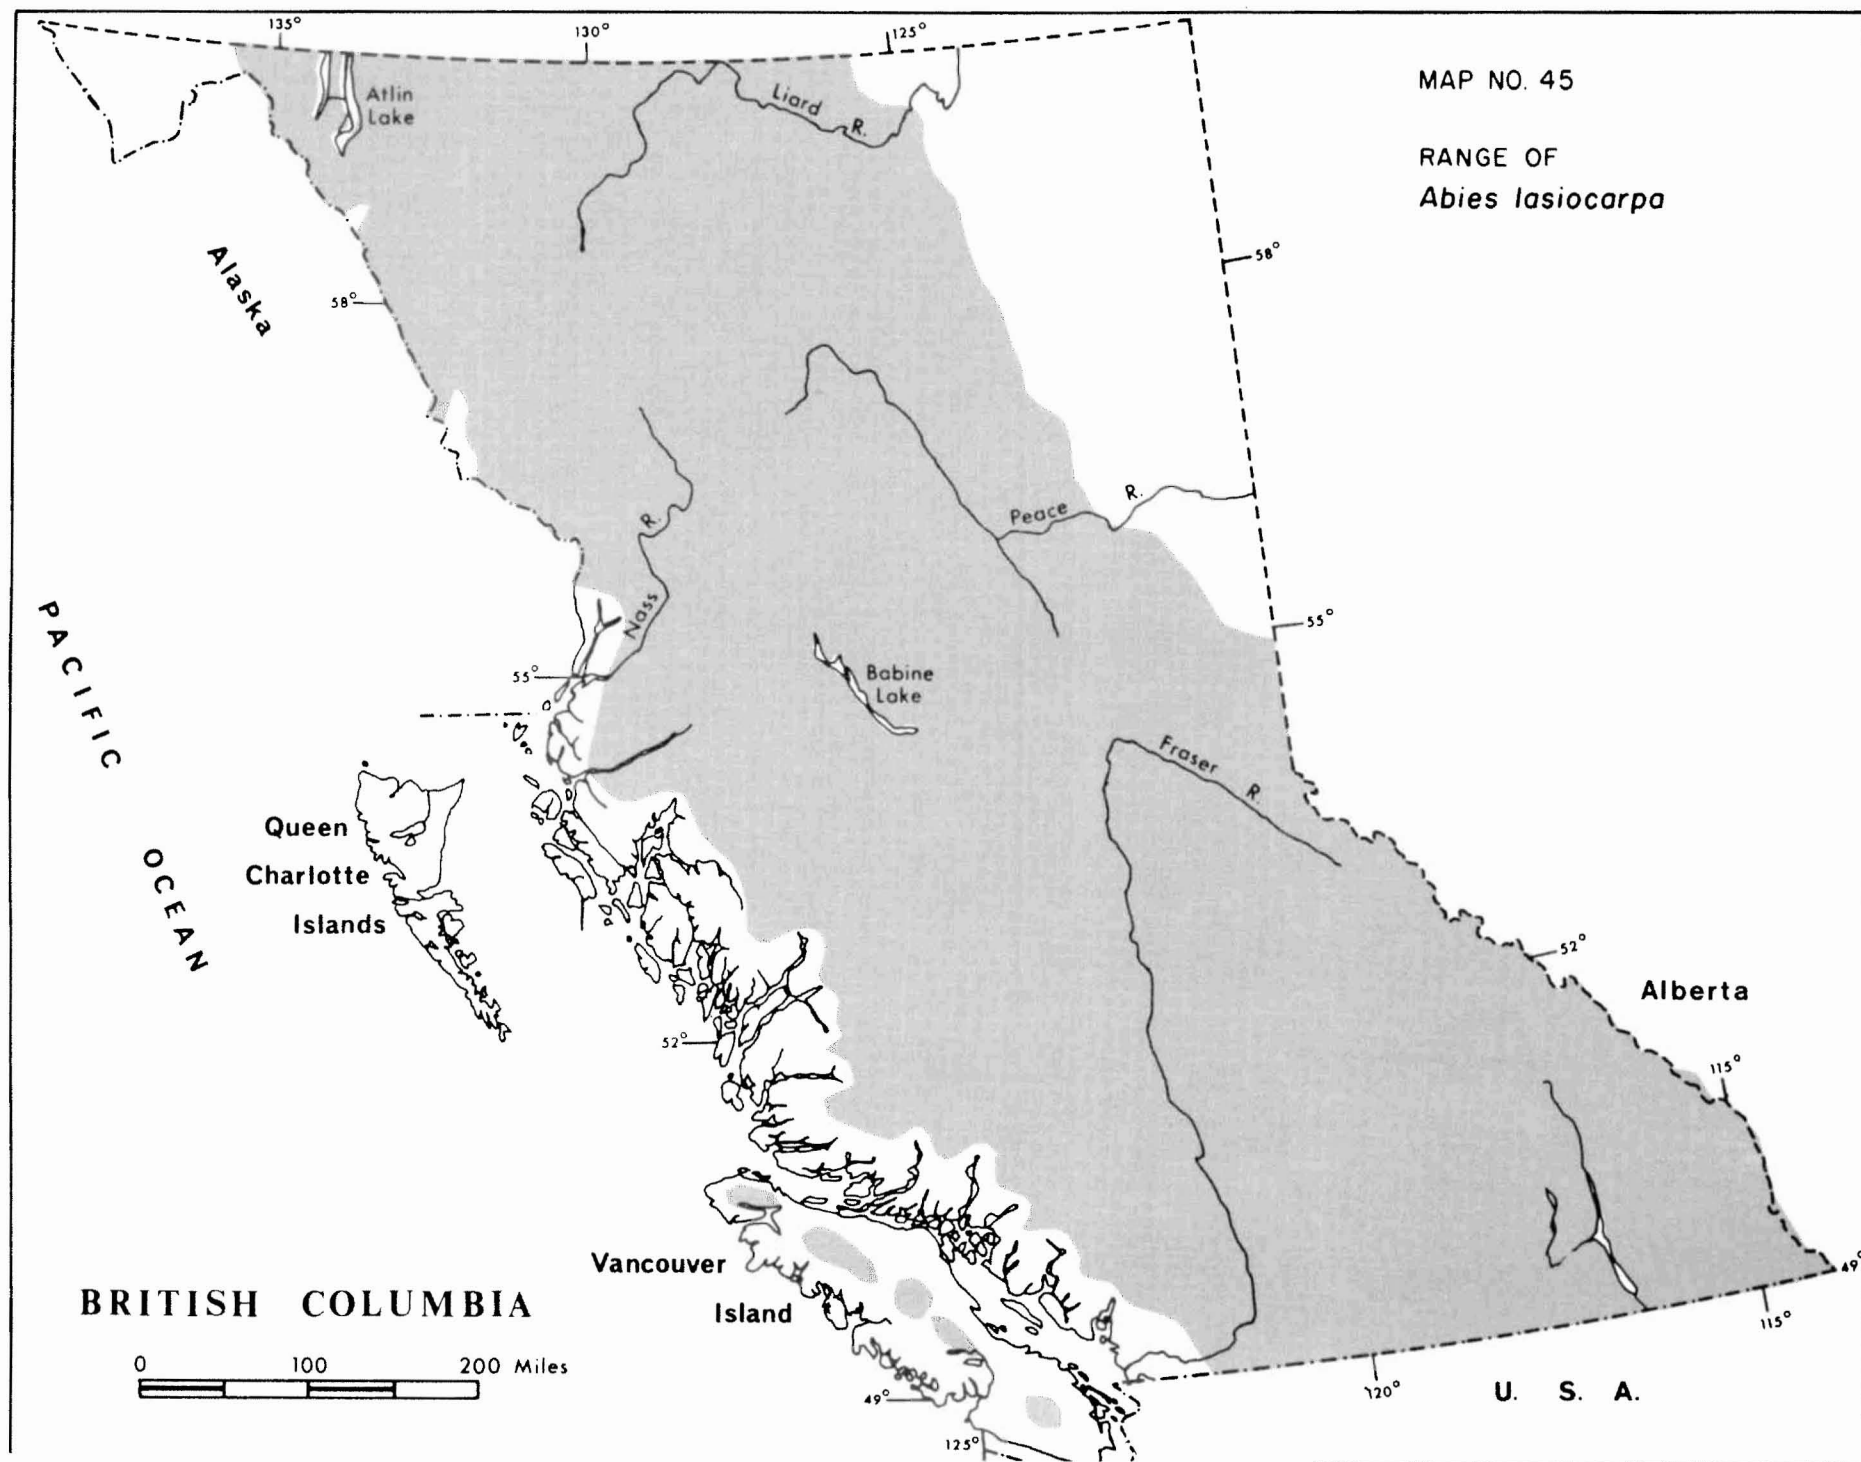 135°
130°
125°
MAP NO. 45
RANGE OF
Abies lasiocarpa
Atlin
Lake
Liard R.
Alaska
58°
58°
Peace R.
Nass R.
55°
55°
Babine
Lake
PACIFIC
OCEAN
Fraser R.
Queen
Charlotte
Islands
52°
52°
Alberta
115°
Vancouver
Island
BRITISH COLUMBIA
0 100 200 Miles
49°
49°
125°
120°
115°
U. S. A.